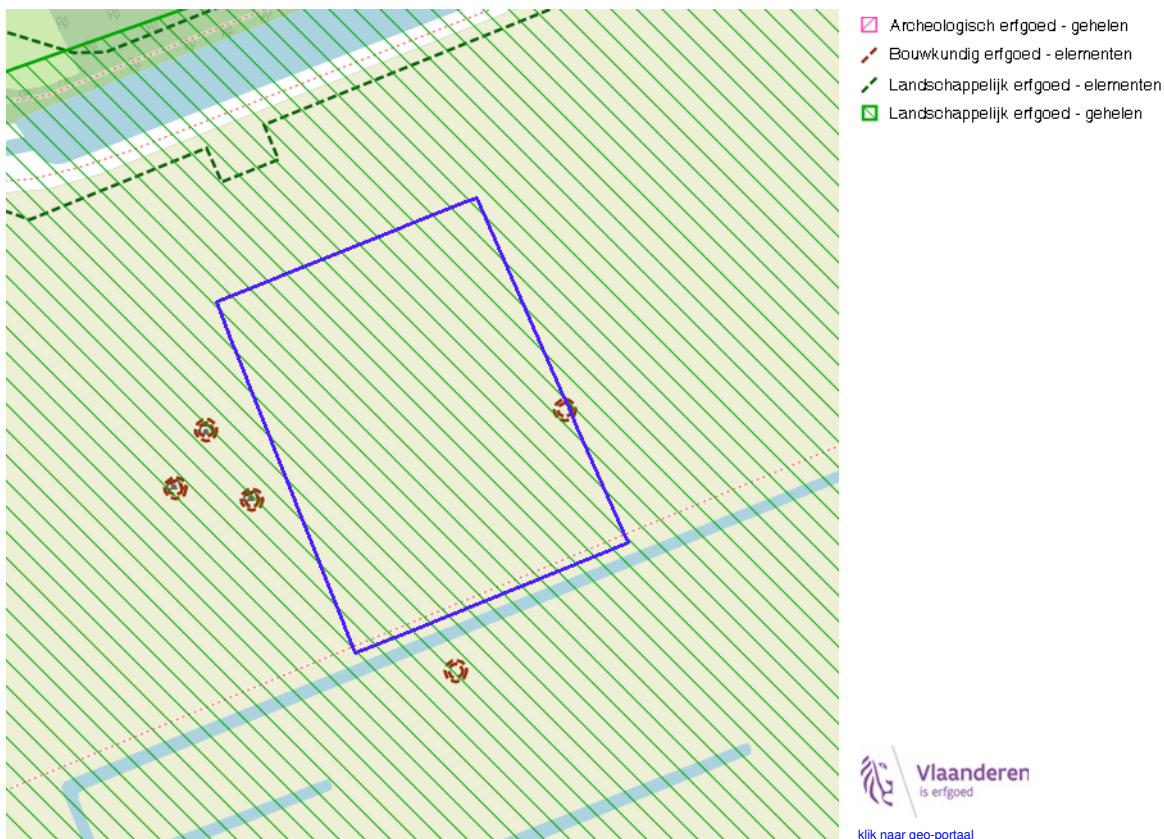 Archeologisch erfgoed - gehelen
Bouwkundig erfgoed - elementen
Landschappelijk erfgoed - elementen
Landschappelijk erfgoed - gehelen
Vlaanderen
is erfgoed
klik naar geo-portaal